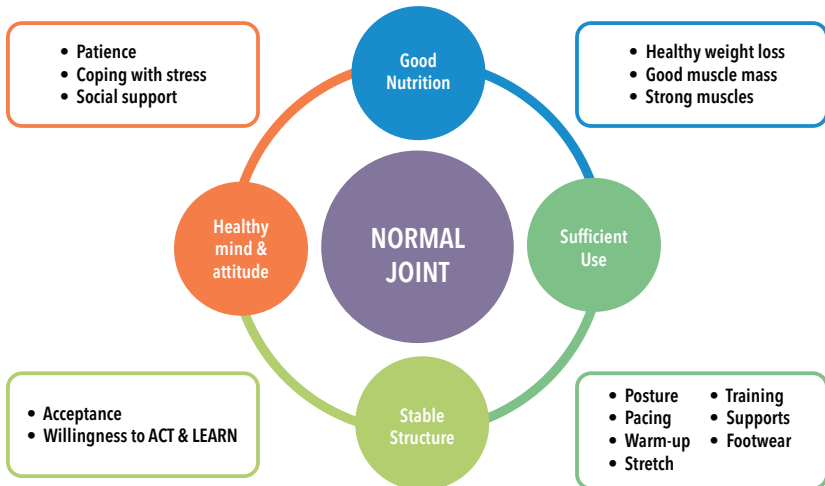 • Patience
• Coping with stress
• Social support
Good
Nutrition
• Healthy weight loss
• Good muscle mass
• Strong muscles
Healthy
mind &
attitude
NORMAL
JOINT
Sufficient
Use
• Acceptance
• Willingness to ACT & LEARN
Stable
Structure
• Posture
• Pacing
• Warm-up
• Stretch
• Training
• Supports
• Footwear